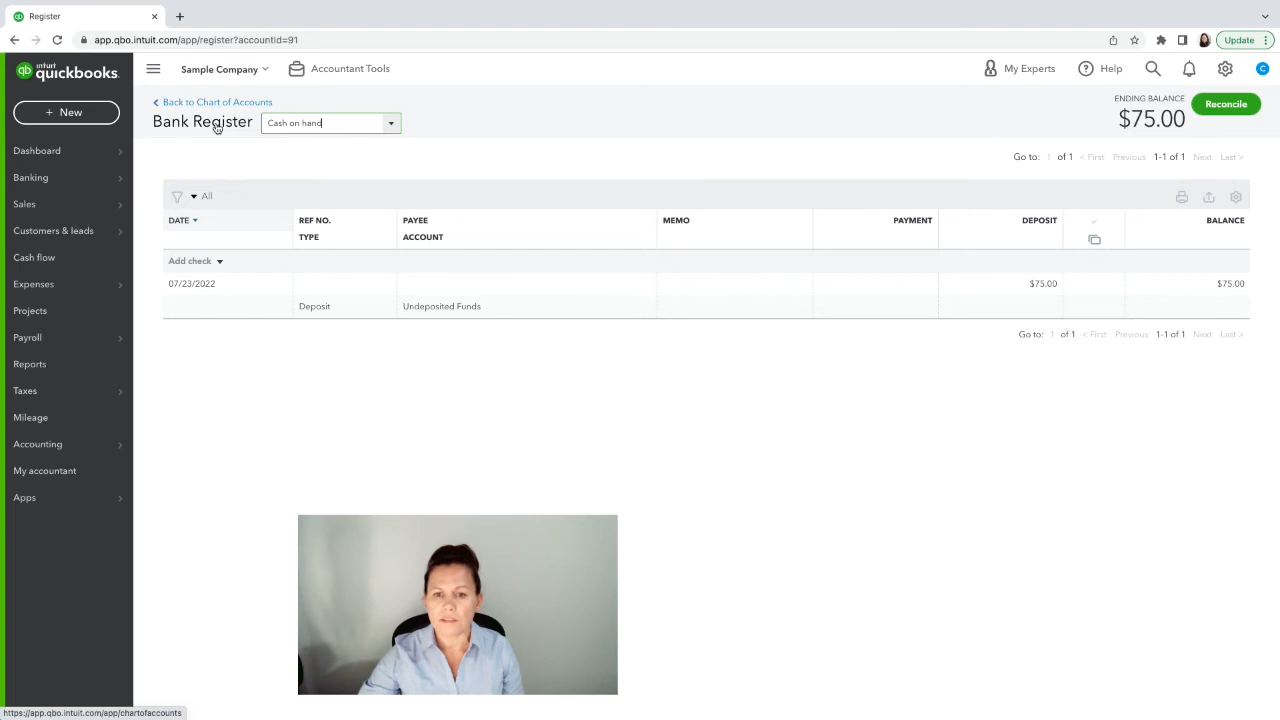 Register
app.qbo.intuit.com/app/register?accountid=91
Update
intuit quickbooks.
Sample Company
Accountant Tools
My Experts
Help
C
+ New
Back to Chart of Accounts
Bank Register
Cash on hand
ENDING BALANCE
$75.00
Reconcile
Dashboard
Banking
Sales
Customers & leads
Cash flow
Expenses
Projects
Payroll
Reports
Taxes
Mileage
Accounting
My accountant
Apps
Go to: 1 of 1 < First Previous 1-1 of 1 Next Last >
All
DATE REF NO. PAYEE MEMO PAYMENT DEPOSIT BALANCE
TYPE ACCOUNT
Add check
07/23/2022 $75.00 $75.00
Deposit Undeposited Funds
Go to: 1 of 1 < First Previous 1-1 of 1 Next Last >
https://app.qbo.intuit.com/app/chartofaccounts